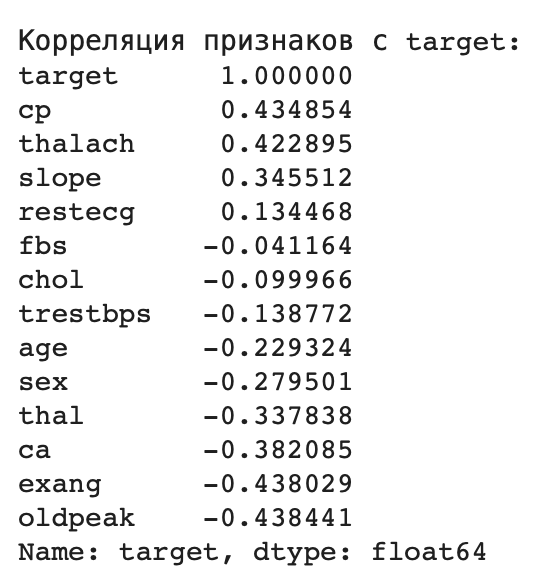 Корреляция признаков с target:
target 1.000000
cp 0.434854
thalach 0.422895
slope 0.345512
restecg 0.134468
fbs -0.041164
chol -0.099966
trestbps -0.138772
age -0.229324
sex -0.279501
thal -0.337838
ca -0.382085
exang -0.438029
oldpeak -0.438441
Name: target, dtype: float64